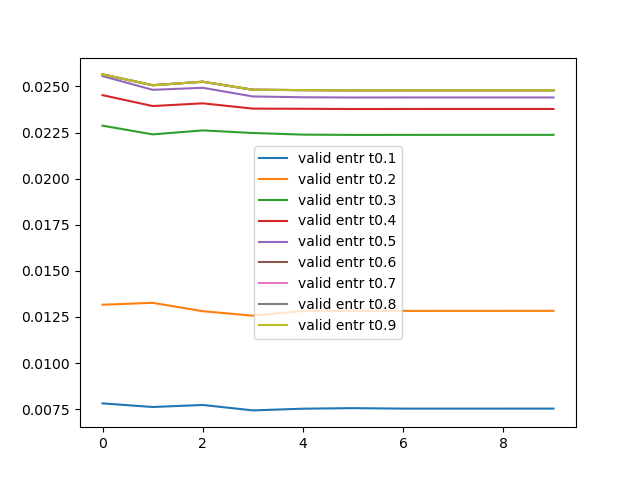 0.0250
0.0225
0.0200
0.0175
0.0150
0.0125
0.0100
0.0075
valid entr t0.1
valid entr t0.2
valid entr t0.3
valid entr t0.4
valid entr t0.5
valid entr t0.6
valid entr t0.7
valid entr t0.8
valid entr t0.9
0 2 4 6 8